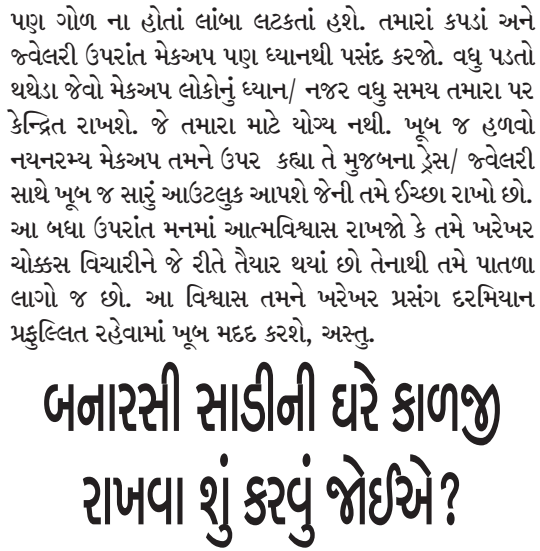 પણ ગોળ ના હોતાં લાંબા લટકતાં હશે. તમારાં કપડાં અને
જ્વેલરી ઉપરાંત મેકઅપ પણ ધ્યાનથી પસંદ કરજો. વધુ પડતો
થથેડા જેવો મેકઅપ લોકોનું ધ્યાન/ નજર વધુ સમય તમારા પર
કેન્દ્રિત રાખશે. જે તમારા માટે યોગ્ય નથી. ખૂબ જ હળવો
નયનરમ્ય મેકઅપ તમને ઉપર કહ્યા તે મુજબના ડ્રેસ/ જ્વેલરી
સાથે ખૂબ જ સારું આઉટલુક આપશે જેની તમે ઈચ્છા રાખો છો.
આ બધા ઉપરાંત મનમાં આત્મવિશ્વાસ રાખજો કે તમે ખરેખર
ચોક્કસ વિચારીને જે રીતે તૈયાર થયાં છો તેનાથી તમે પાતળા
લાગો જ છો. આ વિશ્વાસ તમને ખરેખર પ્રસંગ દરમિયાન
પ્રફુલ્લિત રહેવામાં ખૂબ મદદ કરશે, અસ્તુ.
બનારસી સાડીની ઘરે કાળજી
રાખવા શું કરવું જોઈએ?